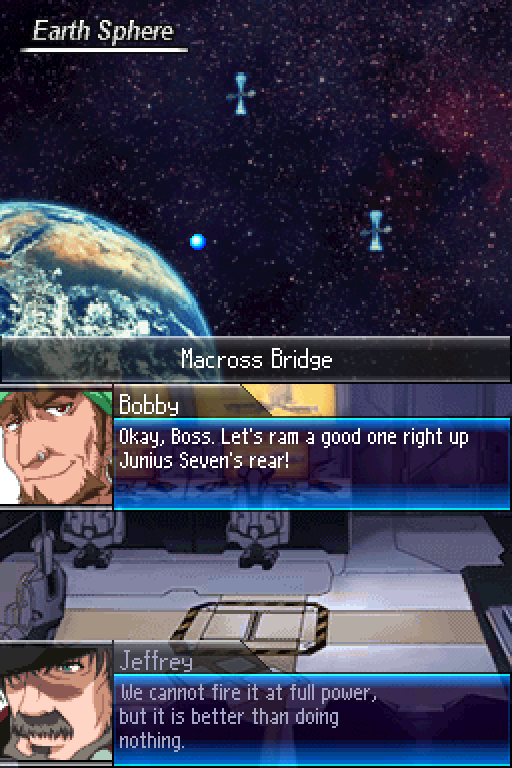 Earth Sphere
Macross Bridge
Bobby
Okay, Boss. Let's ram a good one right up
Junius Seven's rear!
Jeffrey
We cannot fire it at full power,
but it is better than doing
nothing.